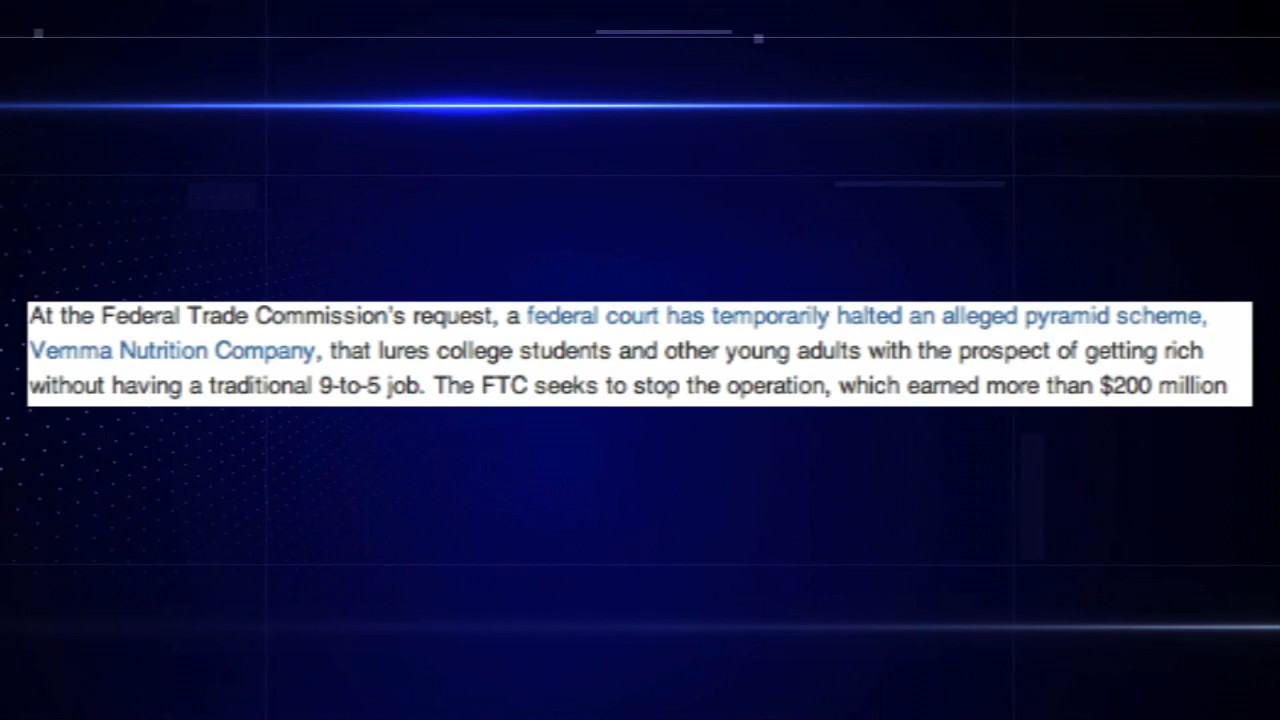 At the Federal Trade Commission's request, a federal court has temporarily halted an alleged pyramid scheme,
Vemma Nutrition Company, that lures college students and other young adults with the prospect of getting rich
without having a traditional 9-to-5 job. The FTC seeks to stop the operation, which earned more than $200 million